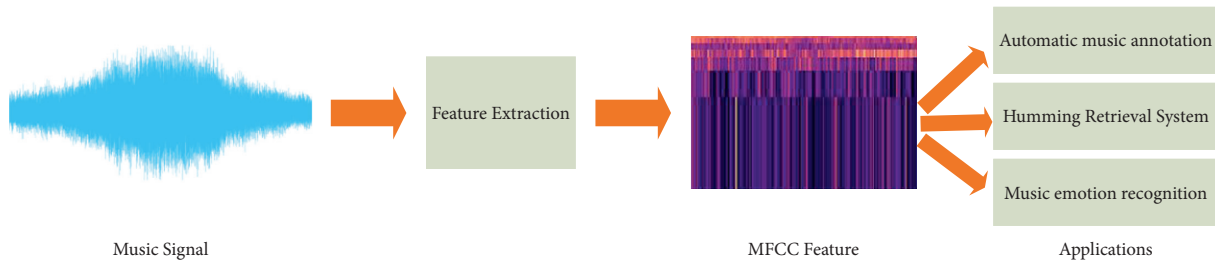 Automatic music annotation
Feature Extraction
Humming Retrieval System
Music emotion recognition
Music Signal
MFCC Feature
Applications